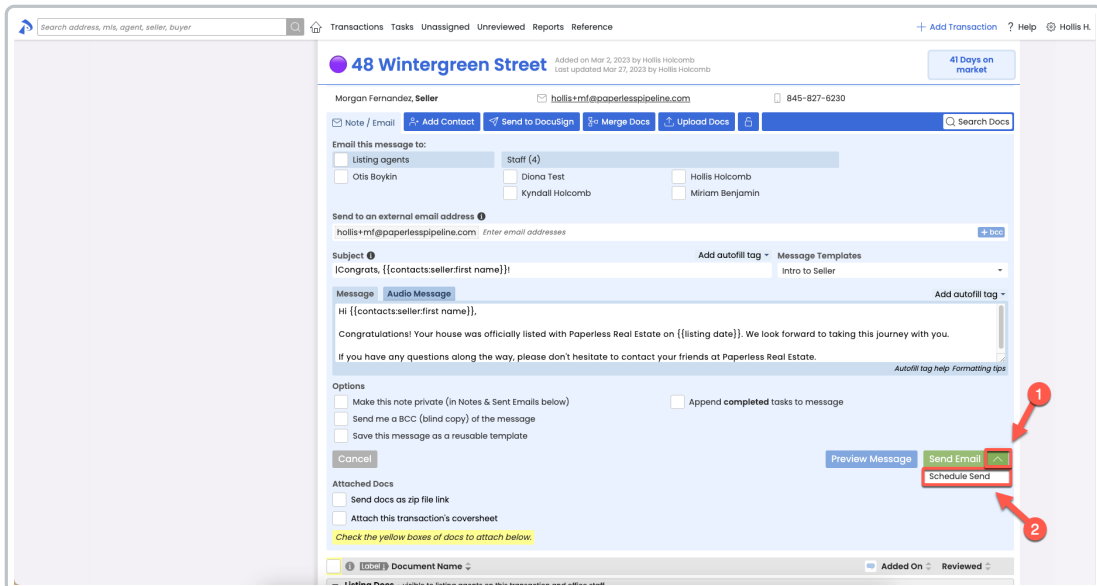 Search address, mls, agent, seller, buyer Transactions Tasks Unassigned Unreviewed Reports Reference + Add Transaction ? Help Hollis H.
48 Wintergreen Street Added on Mar 2, 2023 by Hollis Holcomb 41 Days on
Last updated Mar 27, 2023 by Hollis Holcomb market
Morgan Fernandez, Seller hollis+mf@paperlesspipeline.com 845-827-6230
Note / Email Add Contact Send to DocuSign Merge Docs Upload Docs Search Docs
Email this message to:
Listing agents Staff (4)
Otis Boykin Diona Test Hollis Holcomb
Kyndall Holcomb Miriam Benjamin
Send to an external email address
hollis+mf@paperlesspipeline.com Enter email addresses + bcc
Subject Add autofill tag Message Templates
Congrats, {{contacts:seller:first name}}! Intro to Seller
Message Audio Message Add autofill tag
Hi {{contacts:seller:first name}},
Congratulations! Your house was officially listed with Paperless Real Estate on {{listing date}}. We look forward to taking this journey with you.
If you have any questions along the way, please don't hesitate to contact your friends at Paperless Real Estate.
Autofill tag help Formatting tips
Options
Make this note private (in Notes & Sent Emails below) Append completed tasks to message
1
Send me a BCC (blind copy) of the message
Save this message as a reusable template
Cancel Preview Message Send Email
Schedule Send
Attached Docs
Send docs as zip file link
Attach this transaction's coversheet
2
Check the yellow boxes of docs to attach below.
Label Document Name Added On Reviewed
Listing Docs - visible to listing agents on this transaction and office staff